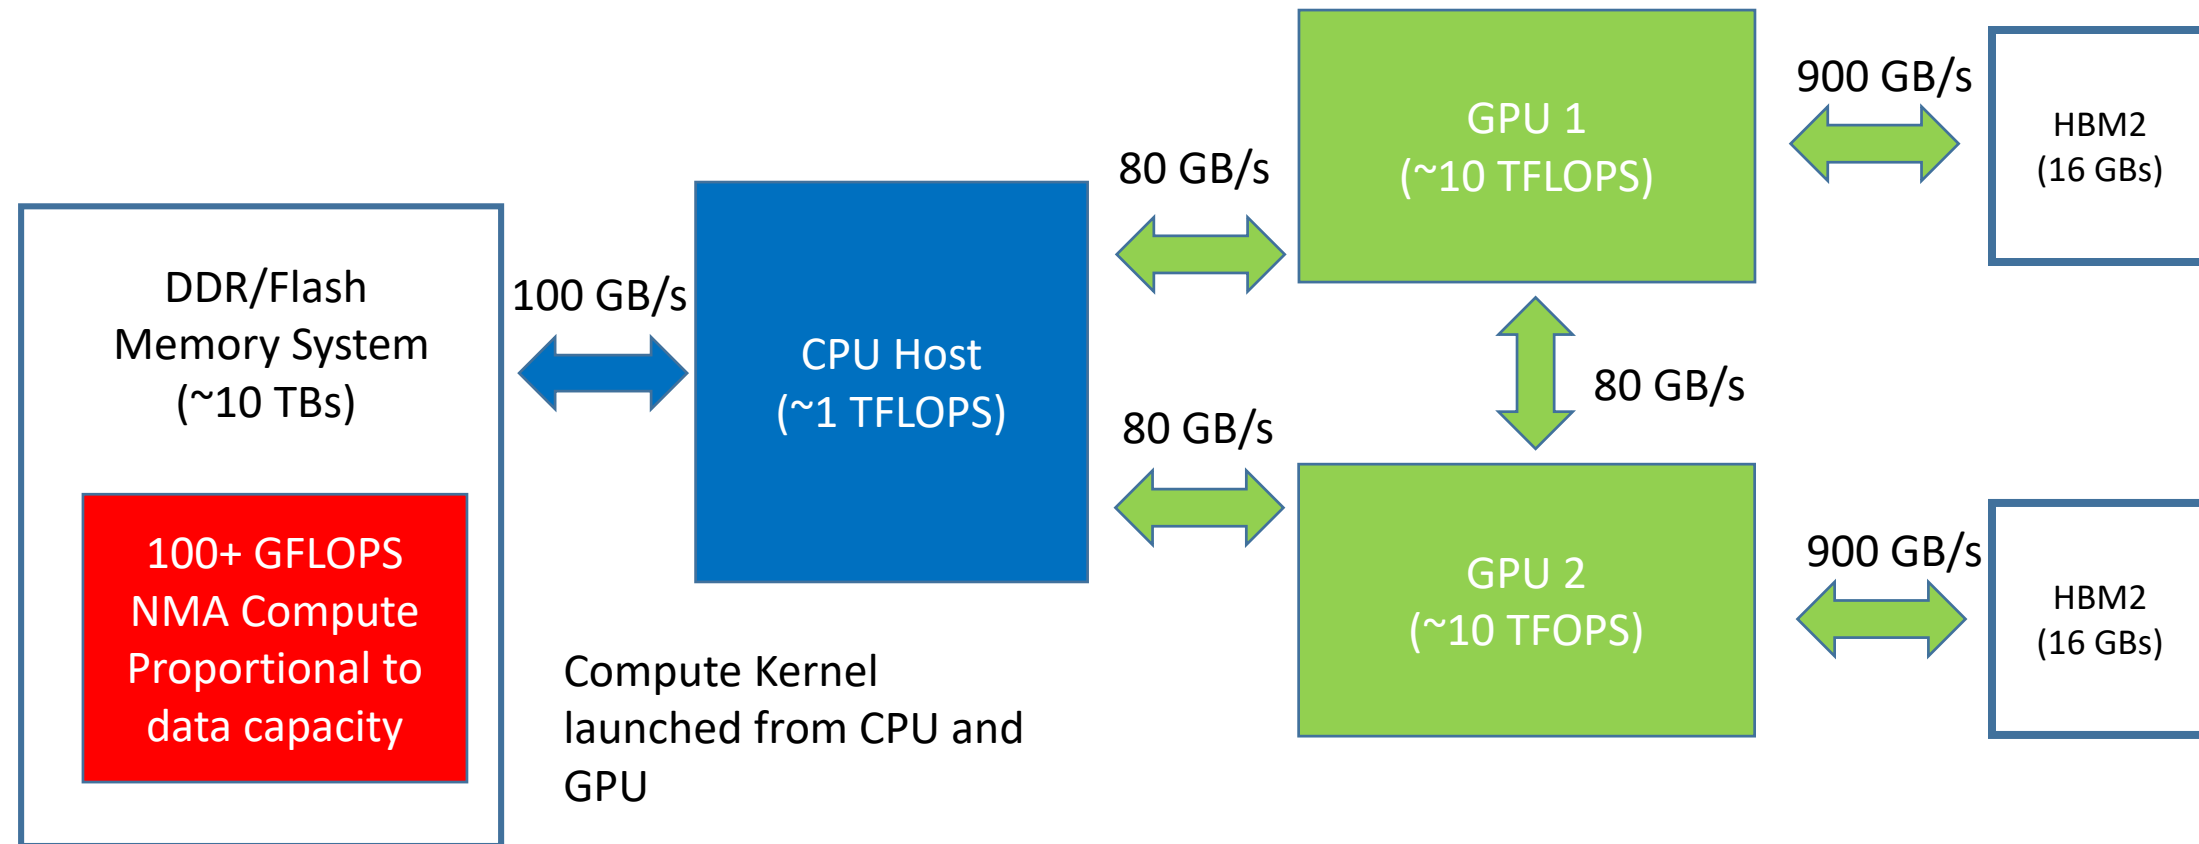 DDR/Flash
Memory System
(~10 TBs)
100+ GFLOPS
NMA Compute
Proportional to
data capacity
100 GB/s
CPU Host
(~1 TFLOPS)
Compute Kernel
launched from CPU and
GPU
80 GB/s
80 GB/s
GPU 1
(~10 TFLOPS)
80 GB/s
GPU 2
(~10 TFOPS)
900 GB/s
HBM2
(16 GBs)
900 GB/s
HBM2
(16 GBs)